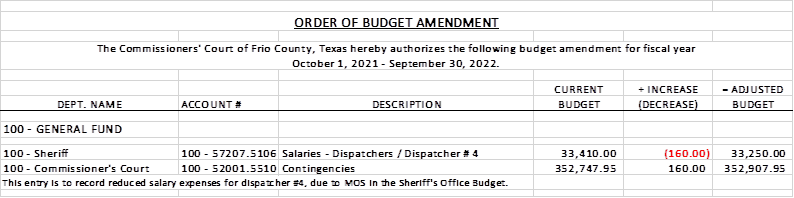 ORDER OF BUDGET AMENDMENT
The Commissioners' Court of Frio County, Texas hereby authorizes the following budget amendment for fiscal year
October 1, 2021 - September 30, 2022.
CURRENT + INCREASE = ADJUSTED
DEPT. NAME ACCOUNT # DESCRIPTION BUDGET (DECREASE) BUDGET
100 - GENERAL FUND
100 - Sheriff 100 - 57207.5106 Salaries - Dispatchers / Dispatcher # 4 33,410.00 (160.00) 33,250.00
100 - Commissioner's Court 100 - 52001.5510 Contingencies 352,747.95 160.00 352,907.95
This entry is to record reduced salary expenses for dispatcher #4, due to MOS in the Sheriff's Office Budget.